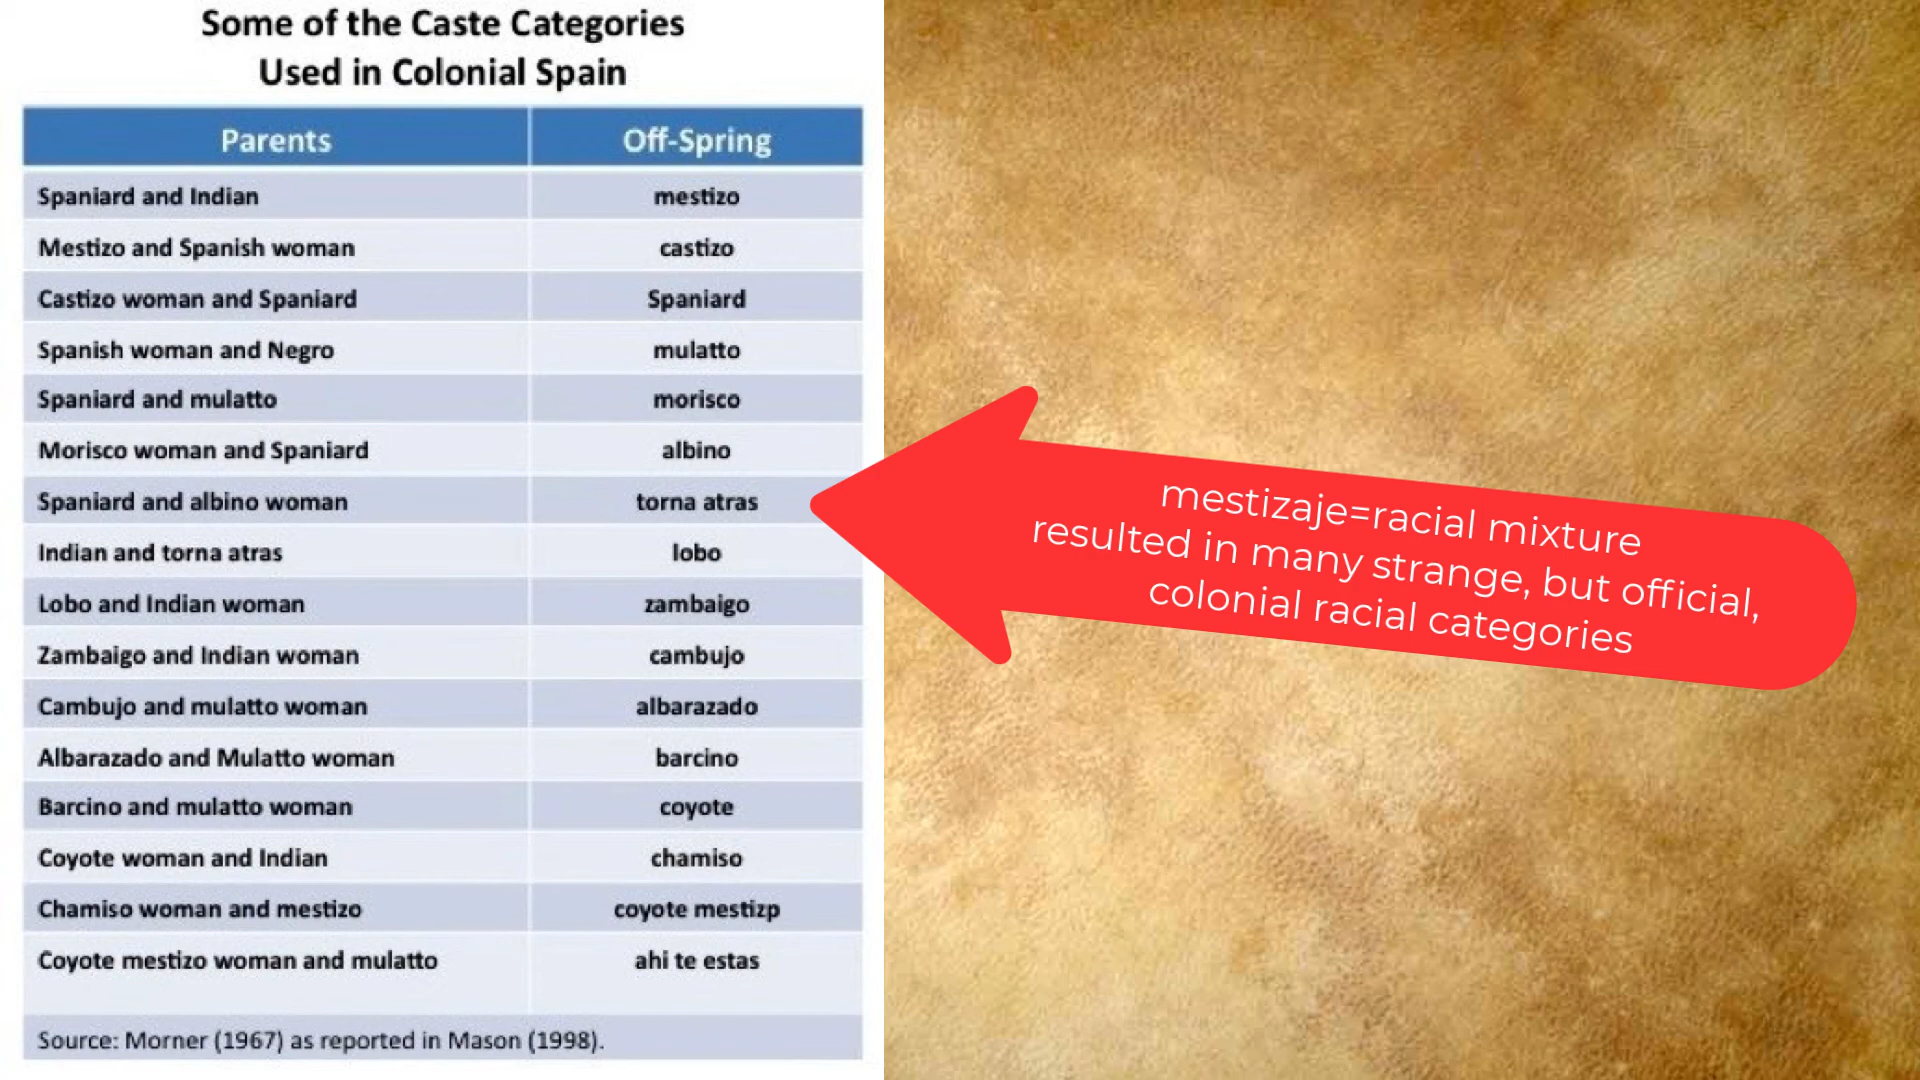 Some of the Caste Categories
Used in Colonial Spain
Parents Off-Spring
Spaniard and Indian mestizo
Mestizo and Spanish woman castizo
Castizo woman and Spaniard Spaniard
Spanish woman and Negro mulatto
Spaniard and mulatto morisco
Morisco woman and Spaniard albino
Spaniard and albino woman torna atras
Indian and torna atras lobo
Lobo and Indian woman zambaigo
Zambaigo and Indian woman cambujo
Cambujo and mulatto woman albarazado
Albarazado and Mulatto woman barcino
Barcino and mulatto woman coyote
Coyote woman and Indian chamiso
Chamiso woman and mestizo coyote mestizp
Coyote mestizo woman and mulatto ahi te estas
Source: Morner (1967) as reported in Mason (1998).
mestizaje=racial mixture
resulted in many strange, but official,
colonial racial categories